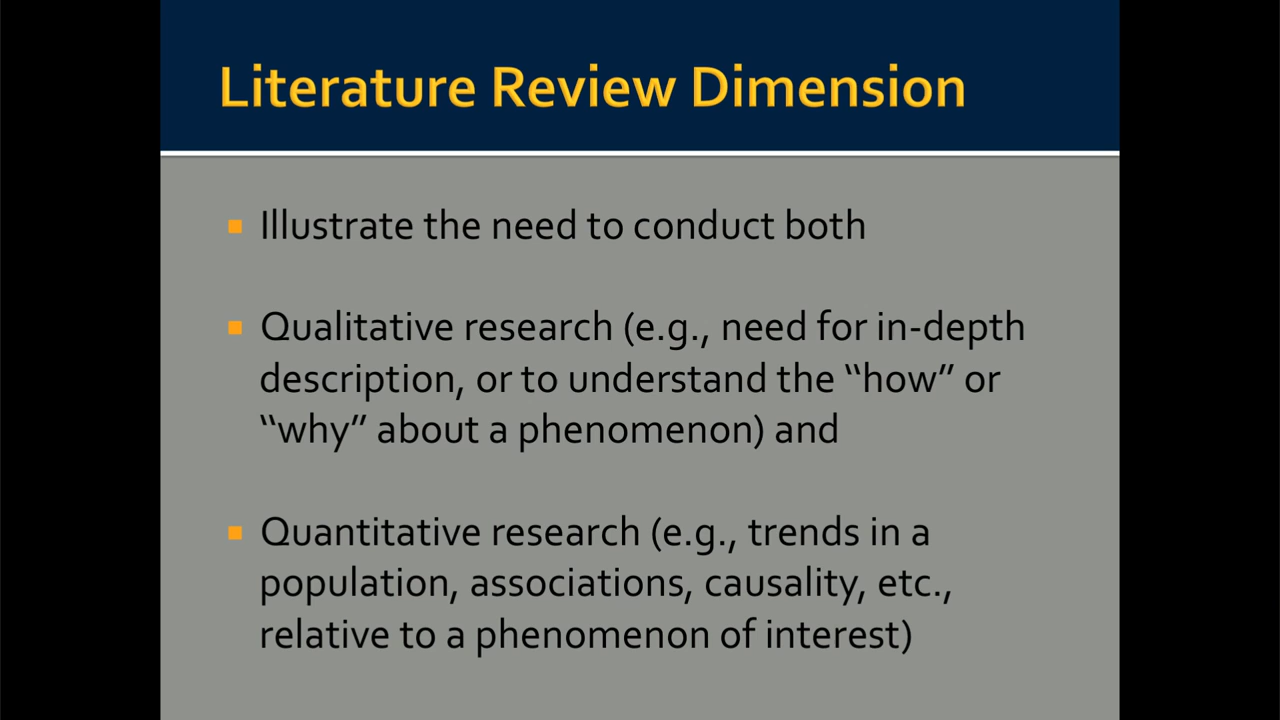 Literature Review Dimension
Illustrate the need to conduct both
Qualitative research (e.g., need for in-depth
description, or to understand the “how” or
“why” about a phenomenon) and
Quantitative research (e.g., trends in a
population, associations, causality, etc.,
relative to a phenomenon of interest)